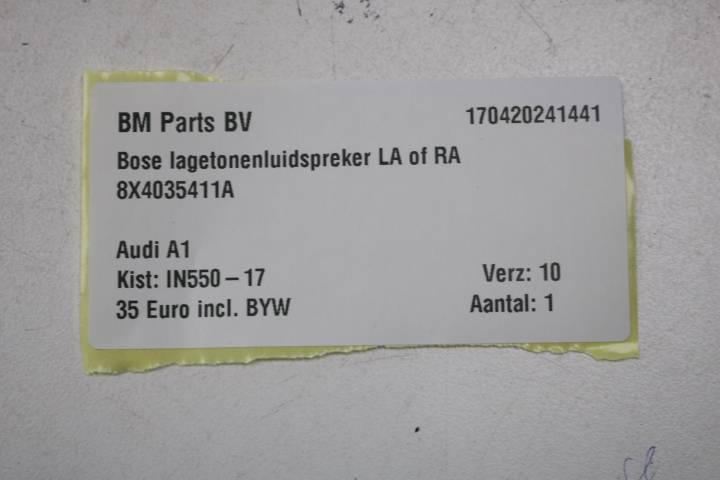 BM Parts BV 170420241441
Bose lagetonenluidspreker LA of RA
8X4035411A
Audi A1
Kist: IN550 – 17 Verz: 10
35 Euro incl. BYW Aantal: 1